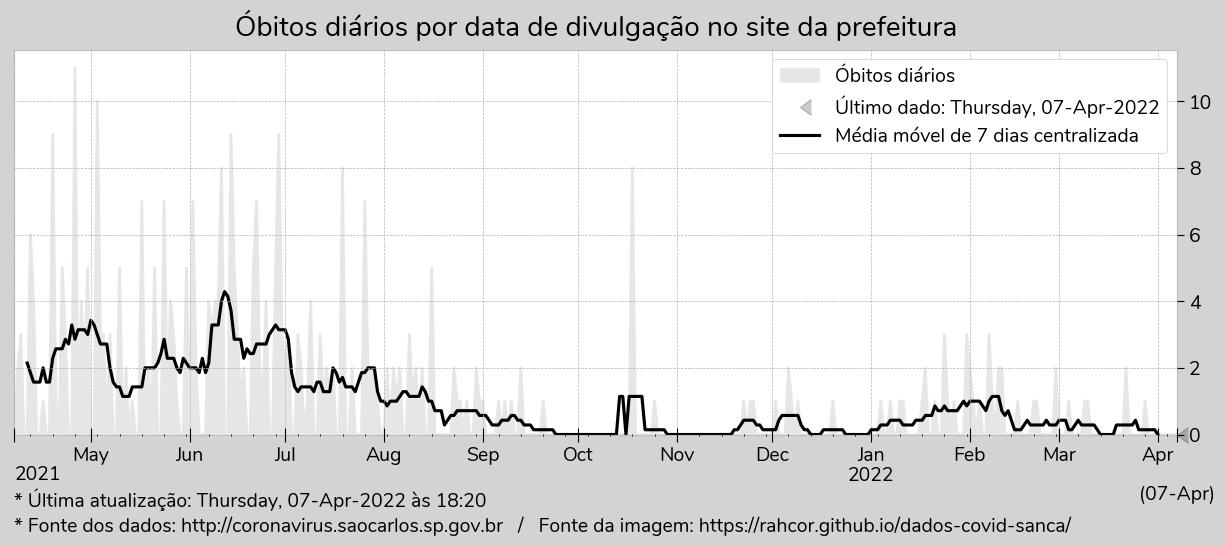 Óbitos diários por data de divulgação no site da prefeitura
Óbitos diários
Último dado: Thursday, 07-Apr-2022
Média móvel de 7 dias centralizada
10
8
6
4
2
0
May Jun Jul Aug Sep Oct Nov Dec Jan Feb Mar Apr
2021 2022
(07-Apr)
* Última atualização: Thursday, 07-Apr-2022 às 18:20
* Fonte dos dados: http://coronavirus.saocarlos.sp.gov.br / Fonte da imagem: https://rahcor.github.io/dados-covid-sanca/